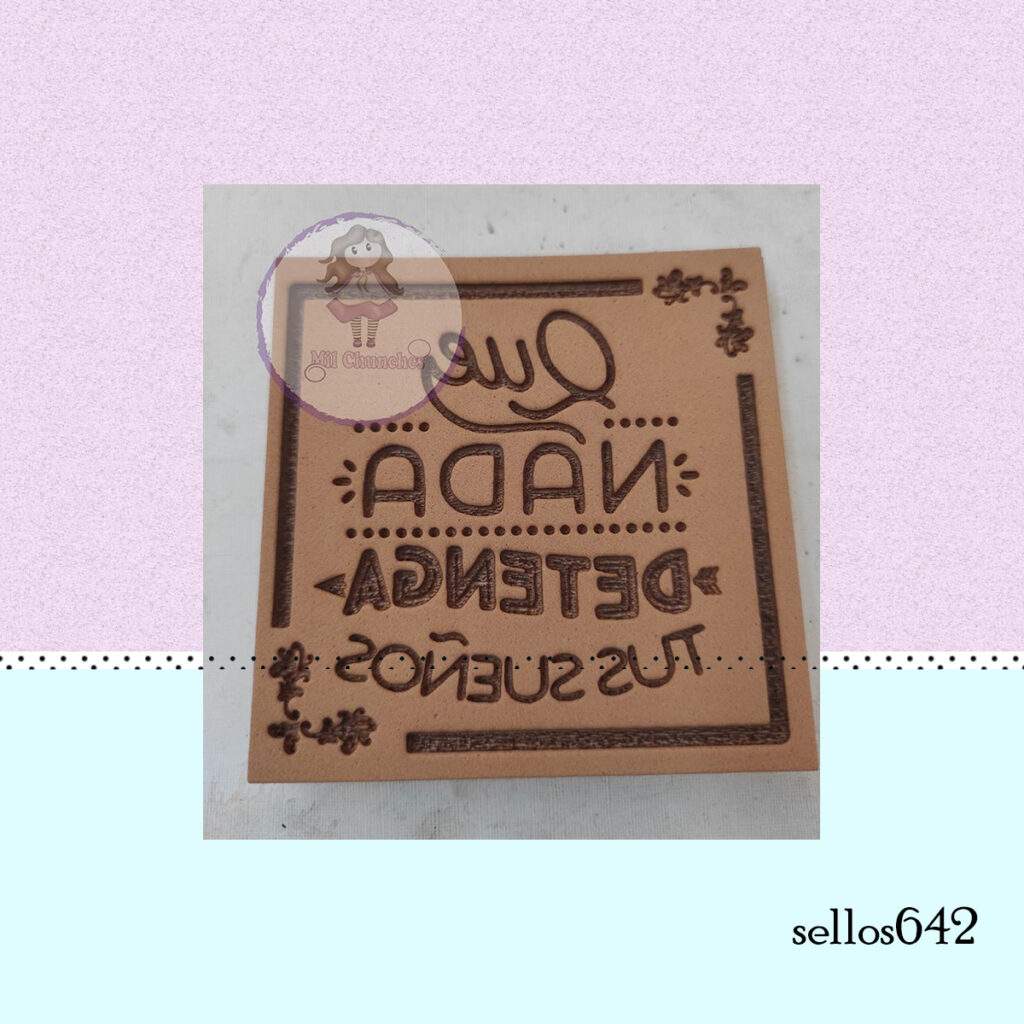 Mil Chunches
Que
NADA
DETENGA
TUS SUEÑOS
sellos642